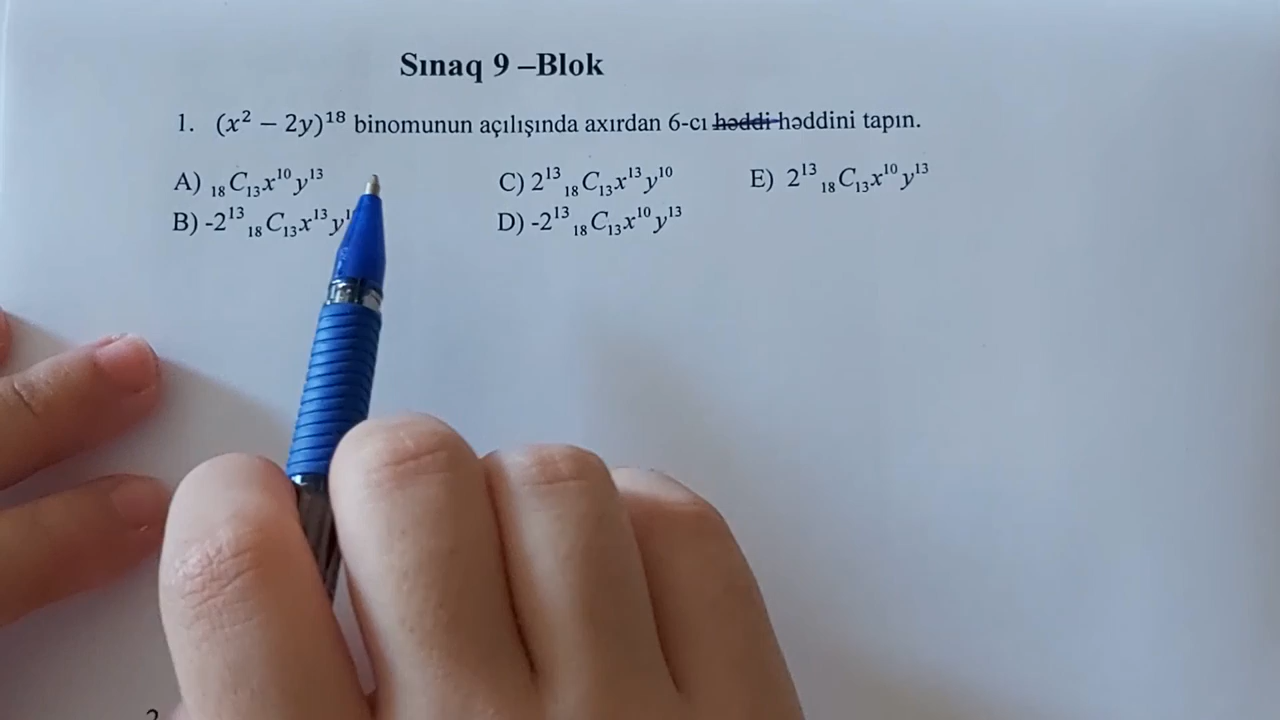 Sınaq 9 –Blok
1. (x² − 2y)¹⁸ binomunun açılışında axırdan 6-cı həddi həddini tapın.
A) ₁₈C₁₃x¹⁰y¹³ C) 2¹³ ₁₈C₁₃x¹³y¹⁰ E) 2¹³ ₁₈C₁₃x¹⁰y¹³
B) -2¹³ ₁₈C₁₃x¹³y D) -2¹³ ₁₈C₁₃x¹⁰y¹³